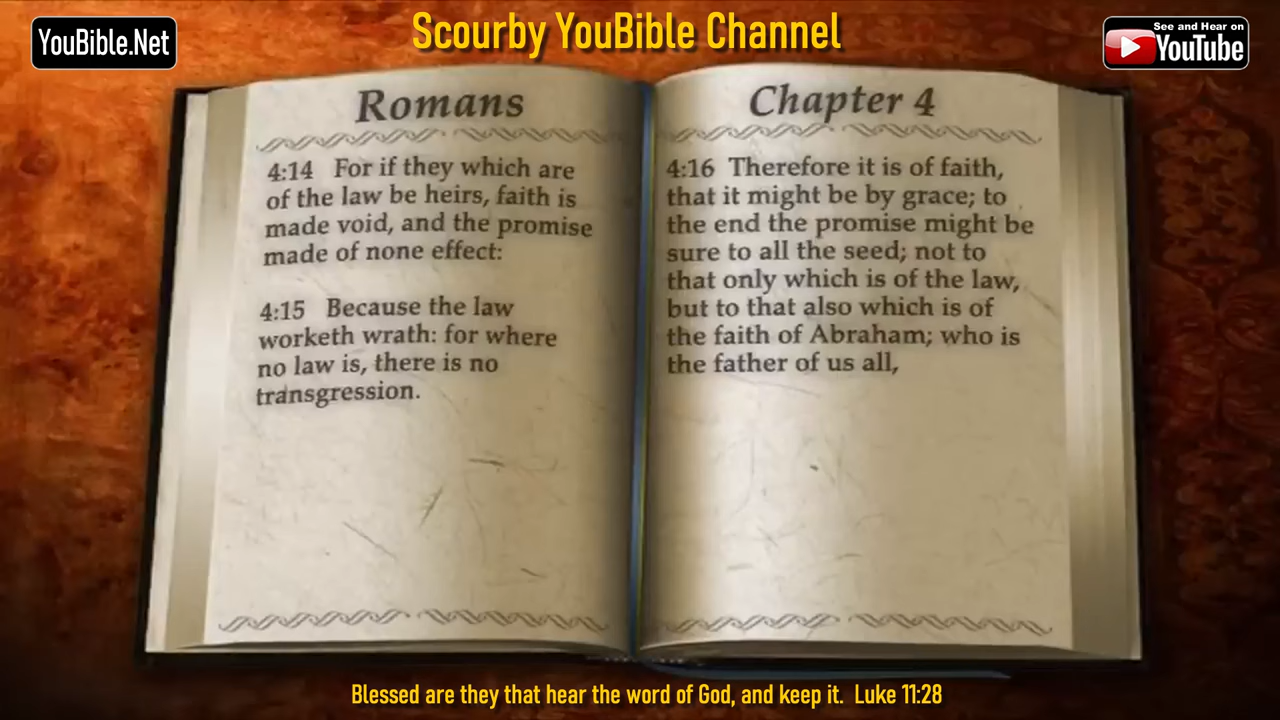 YouBible.Net
Scourby YouBible Channel
See and Hear on
YouTube
Romans
4:14 For if they which are
of the law be heirs, faith is
made void, and the promise
made of none effect:
4:15 Because the law
worketh wrath: for where
no law is, there is no
transgression.
Chapter 4
4:16 Therefore it is of faith,
that it might be by grace; to
the end the promise might be
sure to all the seed; not to
that only which is of the law,
but to that also which is of
the faith of Abraham; who is
the father of us all,
Blessed are they that hear the word of God, and keep it. Luke 11:28